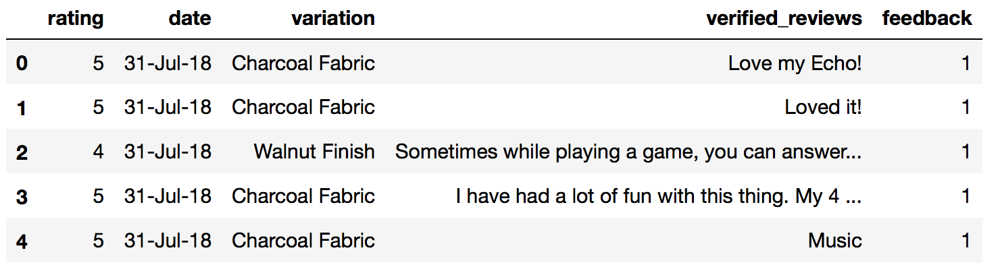 rating date variation verified_reviews feedback
0 5 31-Jul-18 Charcoal Fabric Love my Echo! 1
1 5 31-Jul-18 Charcoal Fabric Loved it! 1
2 4 31-Jul-18 Walnut Finish Sometimes while playing a game, you can answer... 1
3 5 31-Jul-18 Charcoal Fabric I have had a lot of fun with this thing. My 4 ... 1
4 5 31-Jul-18 Charcoal Fabric Music 1